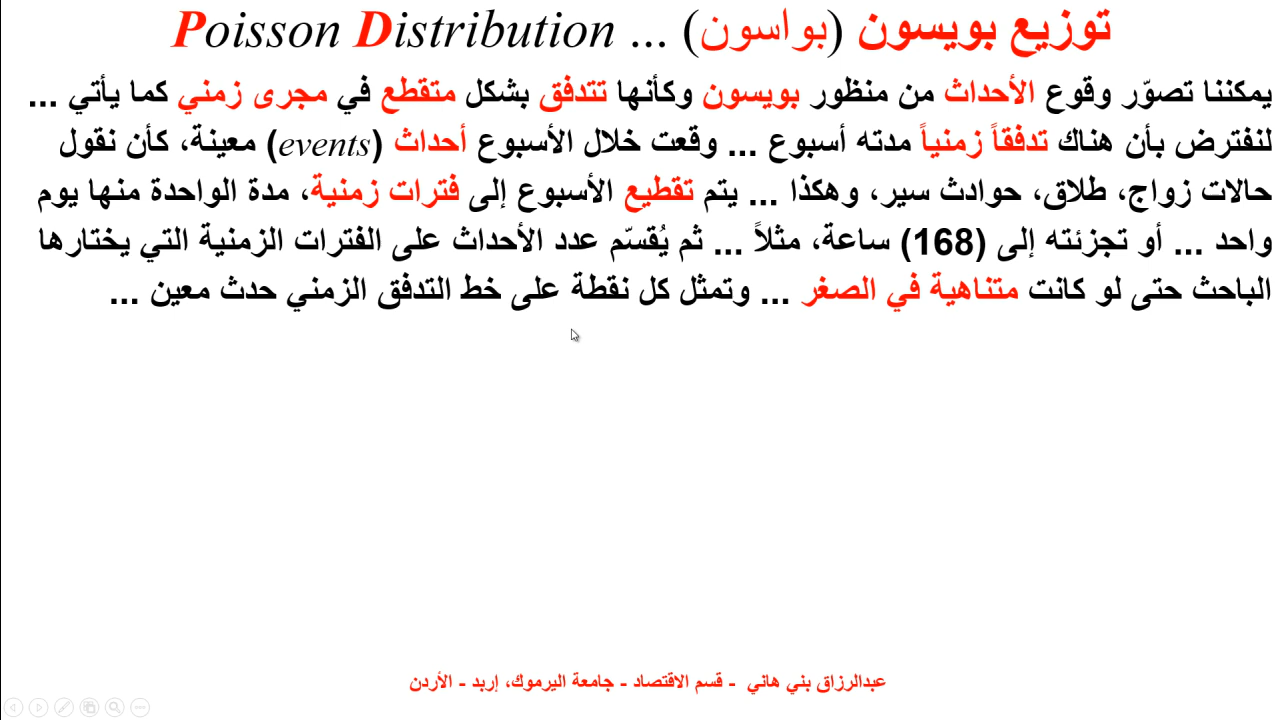 توزيع بويسون (بواسون) ... Poisson Distribution
يمكننا تصوّر وقوع الأحداث من منظور بويسون وكأنها تتدفق بشكل متقطع في مجرى زمني كما يأتي ...
لنفترض بأن هناك تدفقاً زمنياً مدته أسبوع ... وقعت خلال الأسبوع أحداث (events) معينة، كأن نقول
حالات زواج، طلاق، حوادث سير، وهكذا ... يتم تقطيع الأسبوع إلى فترات زمنية، مدة الواحدة منها يوم
واحد ... أو تجزئته إلى (168) ساعة، مثلاً ... ثم يُقسّم عدد الأحداث على الفترات الزمنية التي يختارها
الباحث حتى لو كانت متناهية في الصغر ... وتمثل كل نقطة على خط التدفق الزمني حدث معين ...
عبدالرزاق بني هاني - قسم الاقتصاد - جامعة اليرموك، إربد - الأردن